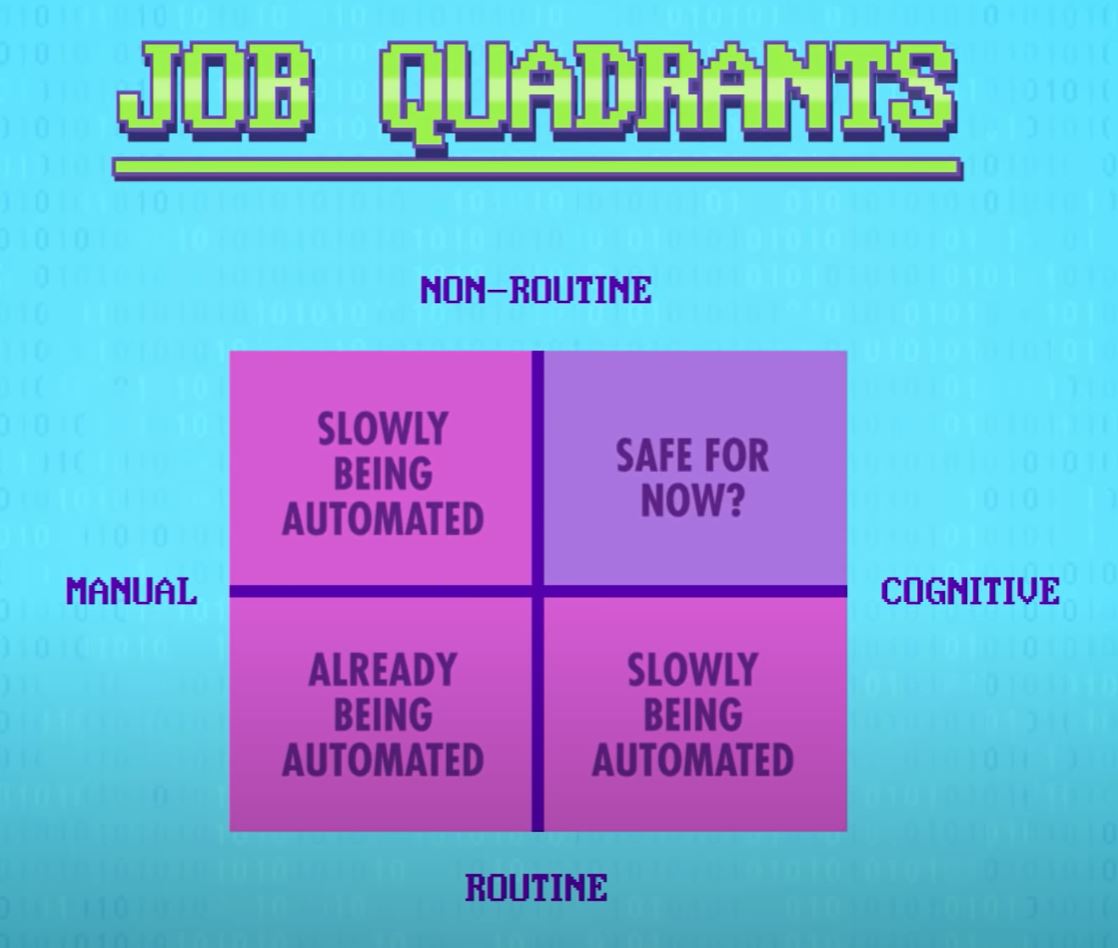 JOB QUADRANTS
NON-ROUTINE
SLOWLY
BEING
AUTOMATED
SAFE FOR
NOW?
MANUAL
COGNITIVE
ALREADY
BEING
AUTOMATED
SLOWLY
BEING
AUTOMATED
ROUTINE